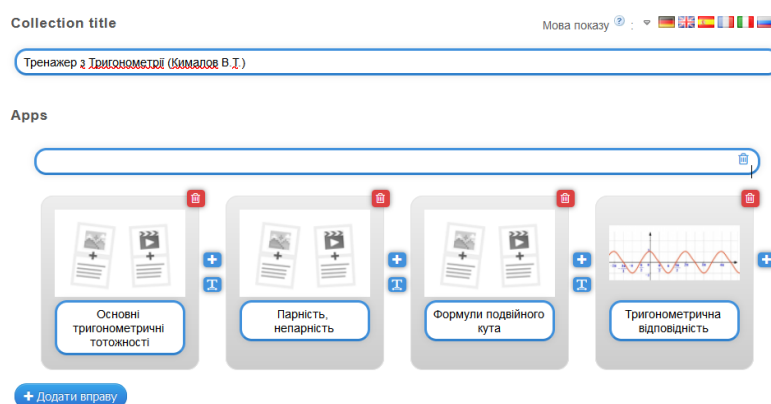 Collection title
Мова показу ? :
Тренажер з Тригонометрії (Кималов В.Т.)
Apps
Основні
тригонометричні
тотожності
Парність,
непарність
Формули подвійного
кута
Тригонометрична
відповідність
Додати вправу